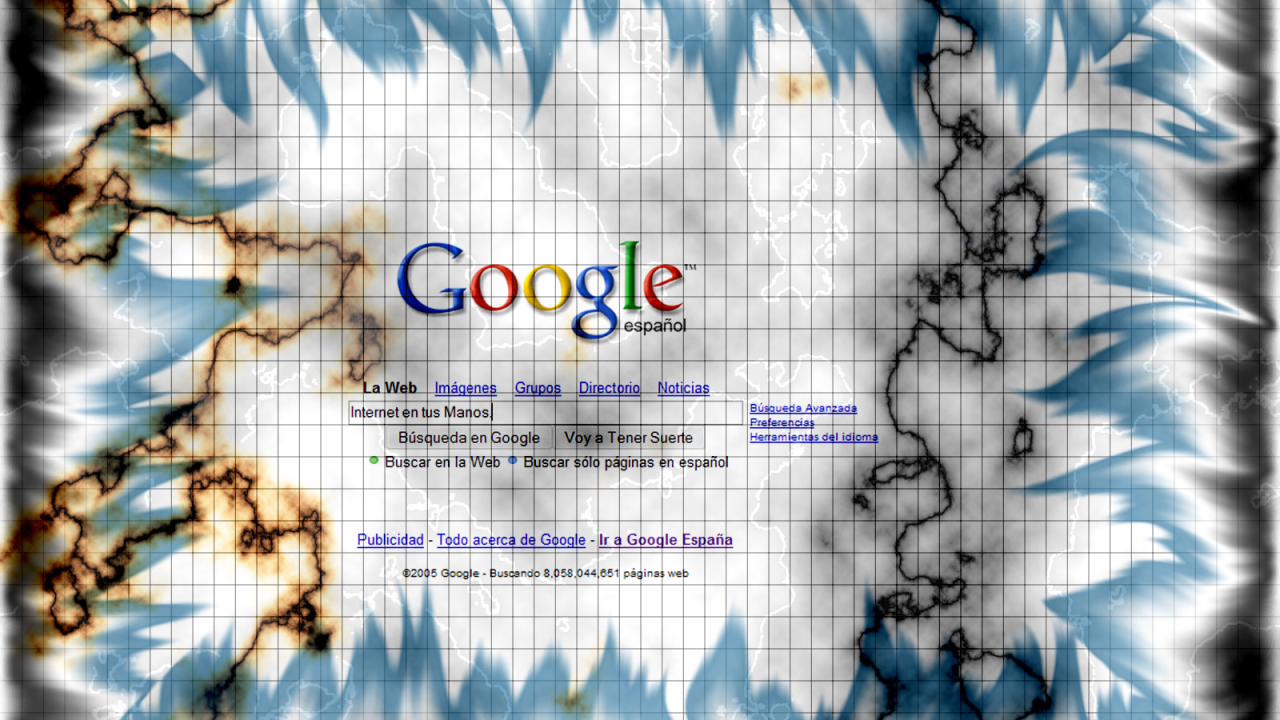 Google™
español
La Web Imágenes Grupos Directorio Noticias
Internet en tus Manos.
Búsqueda Avanzada
Preferencias
Herramientas del idioma
Búsqueda en Google Voy a Tener Suerte
Buscar en la Web Buscar sólo páginas en español
Publicidad - Todo acerca de Google - Ir a Google España
©2005 Google - Buscando 8,058,044,651 páginas web